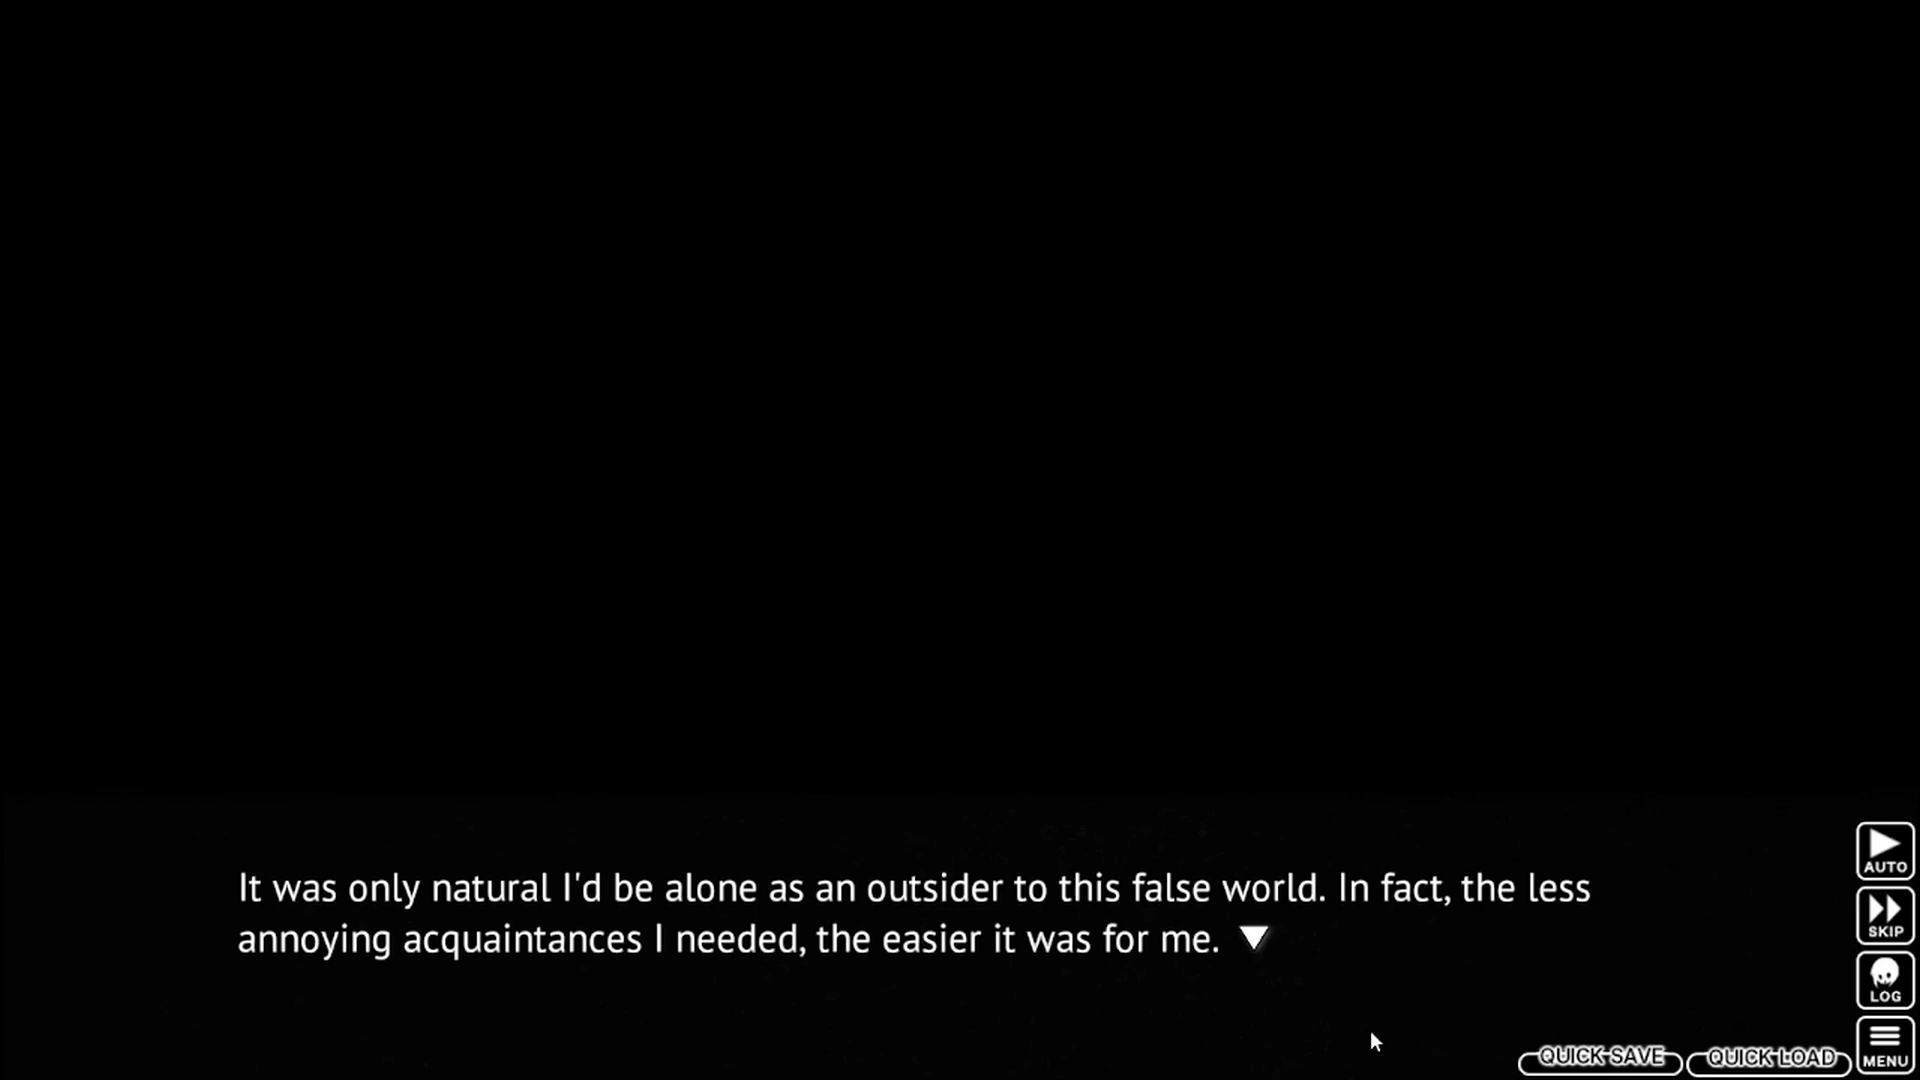 It was only natural I'd be alone as an outsider to this false world. In fact, the less
annoying acquaintances I needed, the easier it was for me.
AUTO
SKIP
LOG
MENU
QUICK SAVE
QUICK LOAD